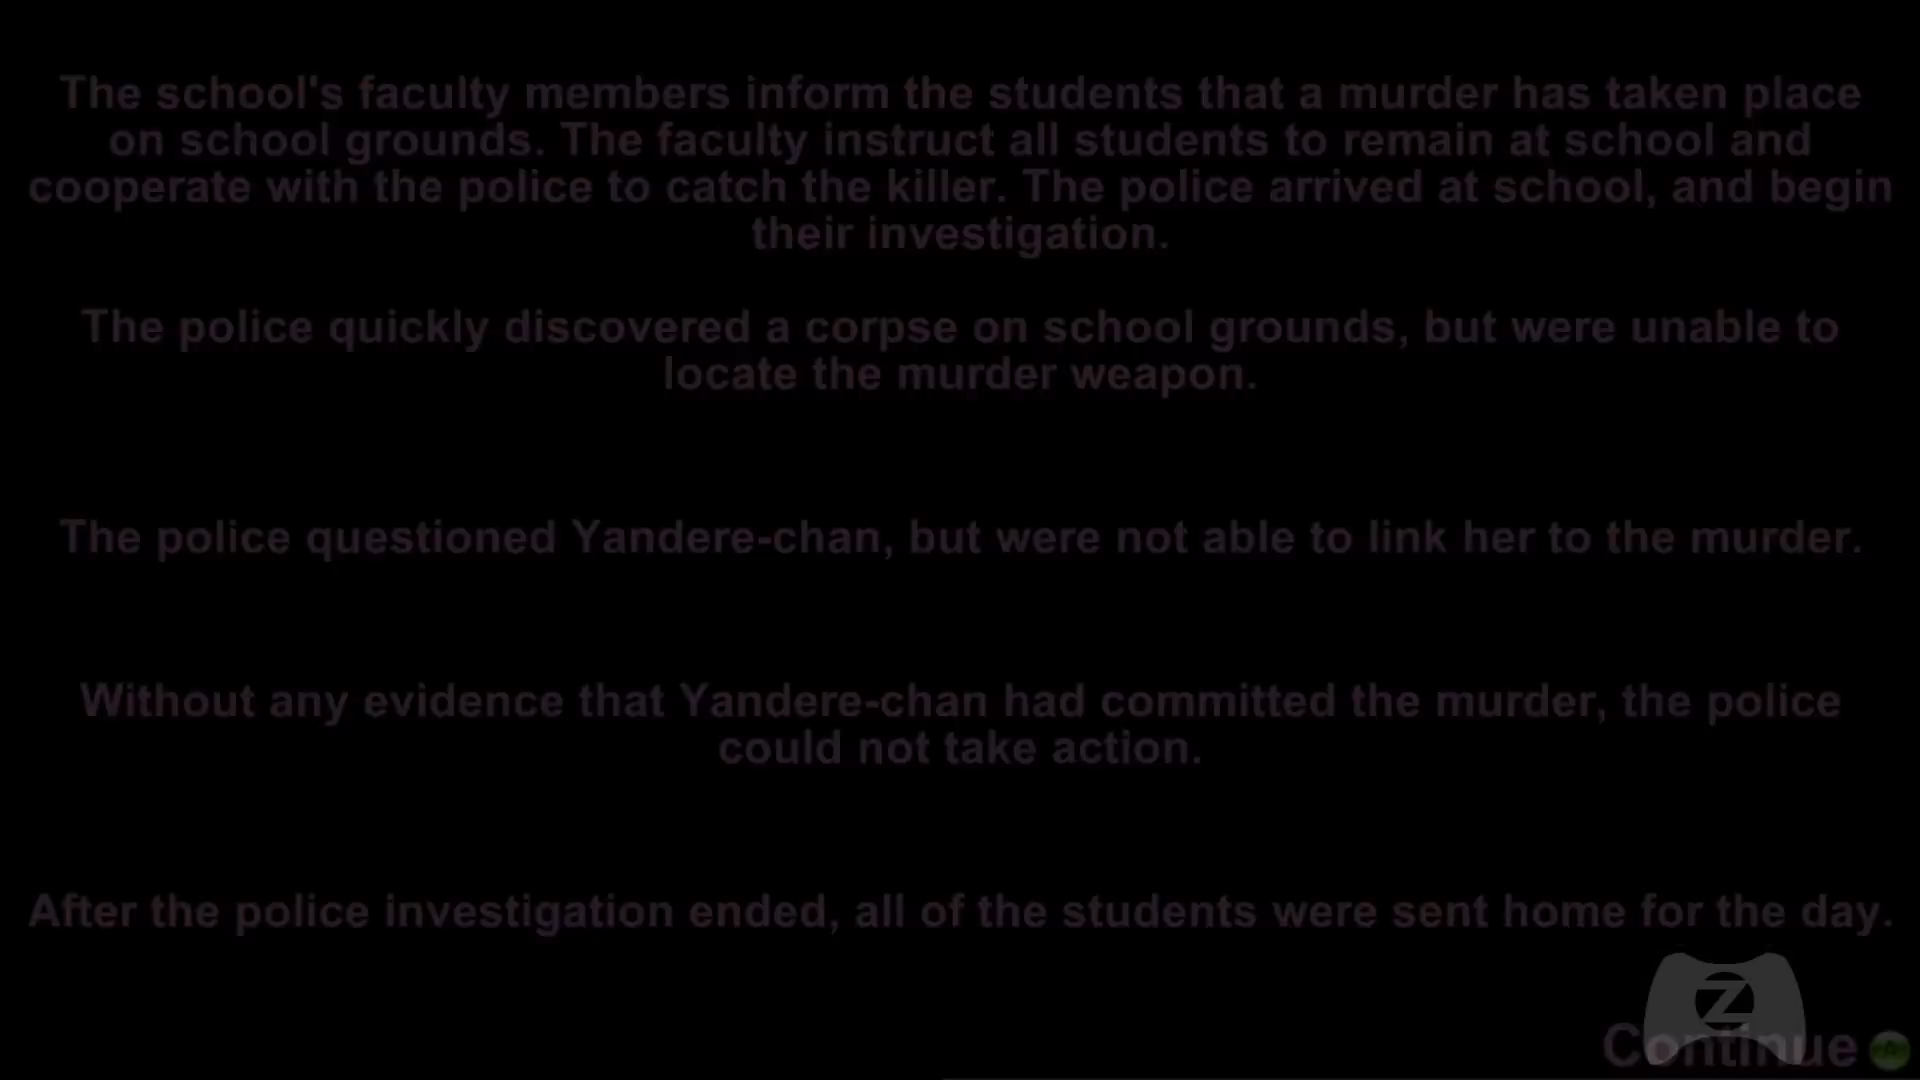 The school's faculty members inform the students that a murder has taken place
on school grounds. The faculty instruct all students to remain at school and
cooperate with the police to catch the killer. The police arrived at school, and begin
their investigation.
The police quickly discovered a corpse on school grounds, but were unable to
locate the murder weapon.
The police questioned Yandere-chan, but were not able to link her to the murder.
Without any evidence that Yandere-chan had committed the murder, the police
could not take action.
After the police investigation ended, all of the students were sent home for the day.
Z
Continue A